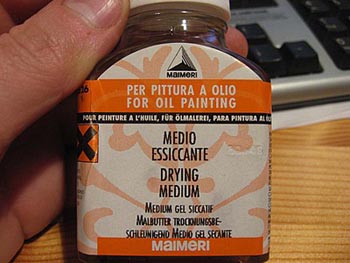 MAIMERI
PER PITTURA A OLIO
FOR OIL PAINTING
POUR PEINTURE A L'HUILE, FÜR ÖLMALEREI, PARA PINTURA AL
MEDIO
ESSICCANTE
DRYING
MEDIUM
MEDIUM GEL SICCATIF
MALBUTTER TROCKNUNGSBE-
SCHLEUNIGEND MEDIO GEL SECANTE
MAIMERI